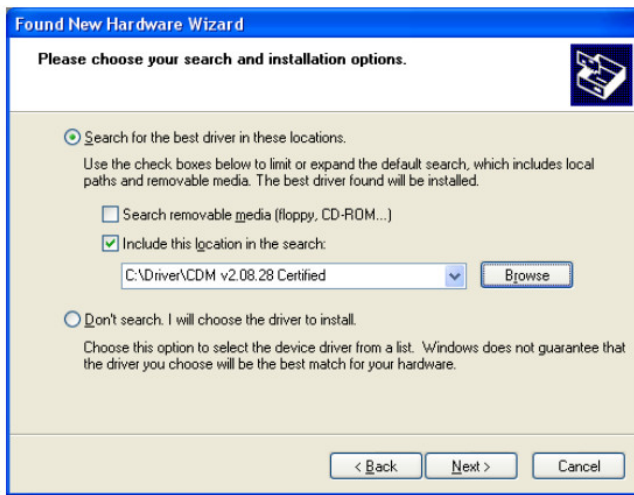 Found New Hardware Wizard
Please choose your search and installation options.
Search for the best driver in these locations.
Use the check boxes below to limit or expand the default search, which includes local
paths and removable media. The best driver found will be installed.
Search removable media (floppy, CD-ROM...)
Include this location in the search:
C:\Driver\CDM v2.08.28 Certified
Browse
Don't search. I will choose the driver to install.
Choose this option to select the device driver from a list. Windows does not guarantee that
the driver you choose will be the best match for your hardware.
< Back Next > Cancel